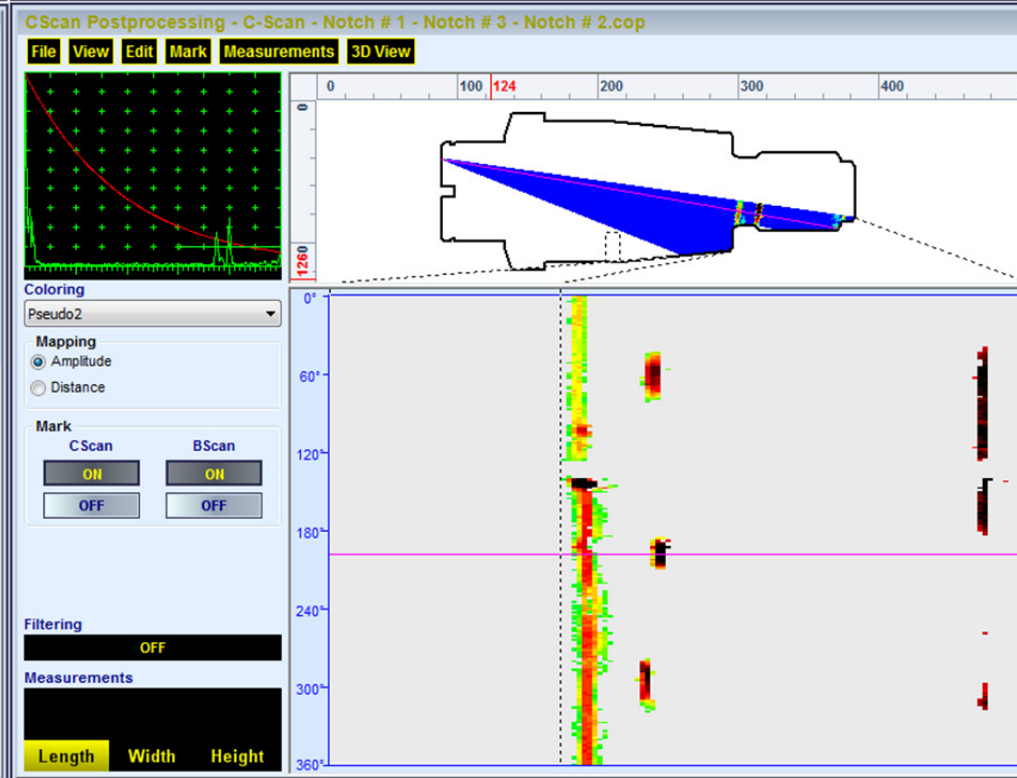 CScan Postprocessing - C-Scan - Notch # 1 - Notch # 3 - Notch # 2.cop
File View Edit Mark Measurements 3D View
0 100 124 200 300 400
0
1260
Coloring
Pseudo2
Mapping
Amplitude
Distance
Mark
CScan BScan
ON ON
OFF OFF
Filtering
OFF
Measurements
Length Width Height
0°
60°
120°
180°
240°
300°
360°